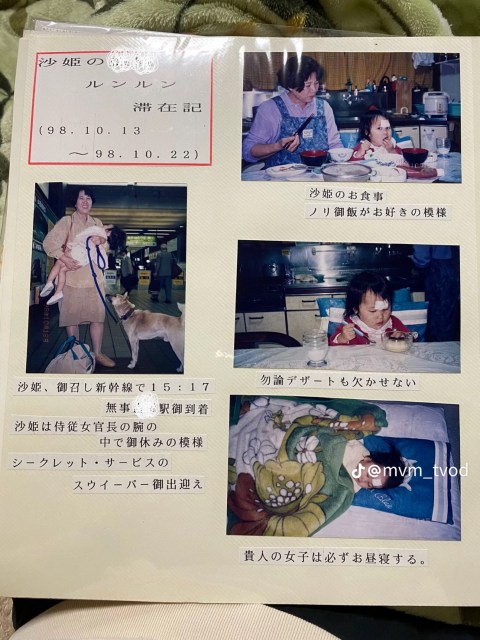 沙姫の
ルンルン
滞在記
(98.10.13
～98.10.22)
沙姫のお食事
ノリ御飯がお好きの模様
沙姫、御召し新幹線で15:17
無事 駅御到着
沙姫は侍従女官長の腕の
中で御休みの模様
シークレット・サービスの
スウイーバー御出迎え
勿論デザートも欠かせない
貴人の女子は必ずお昼寝する。
@mvm_tvod